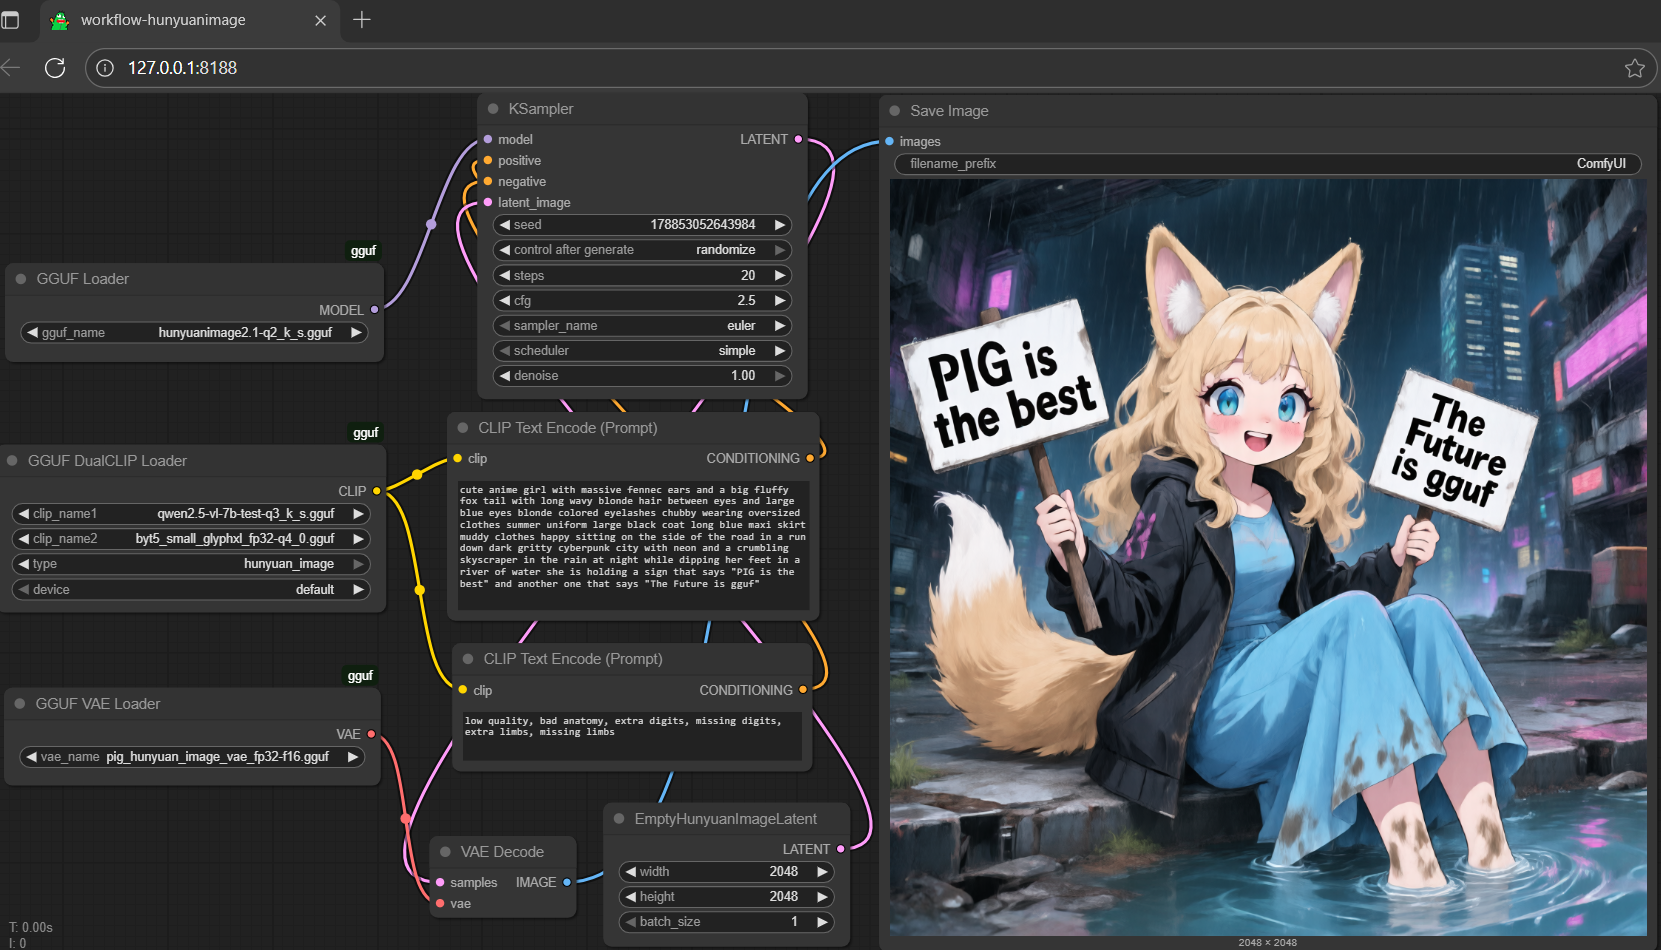 workflow-hunyuanimage
127.0.0.1:8188
KSampler
model LATENT
positive
negative
latent_image
seed 178853052643984
control after generate randomize
steps 20
cfg 2.5
sampler_name euler
scheduler simple
denoise 1.00
gguf
GGUF Loader
MODEL
gguf_name hunyuanimage2.1-q2_k_s.gguf
gguf
GGUF DualCLIP Loader
CLIP
clip_name1 qwen2.5-vl-7b-test-q3_k_s.gguf
clip_name2 byt5_small_glyphxl_fp32-q4_0.gguf
type hunyuan_image
device default
CLIP Text Encode (Prompt)
clip CONDITIONING
cute anime girl with massive fennec ears and a big fluffy
fox tail with long wavy blonde hair between eyes and large
blue eyes blonde colored eyelashes chubby wearing oversized
clothes summer uniform large black coat long blue maxi skirt
muddy clothes happy sitting on the side of the road in a run
down dark gritty cyberpunk city with neon and a crumbling
skyscraper in the rain at night while dipping her feet in a
river of water she is holding a sign that says "PIG is the
best" and another one that says "The Future is gguf"
CLIP Text Encode (Prompt)
clip CONDITIONING
low quality, bad anatomy, extra digits, missing digits,
extra limbs, missing limbs
gguf
GGUF VAE Loader
VAE
vae_name pig_hunyuan_image_vae_fp32-f16.gguf
VAE Decode
samples IMAGE
vae
EmptyHunyuanImageLatent
LATENT
width 2048
height 2048
batch_size 1
T: 0.00s
I: 0
Save Image
images
filename_prefix ComfyUI
PIG is
the best
The
Future
is gguf
2048 × 2048